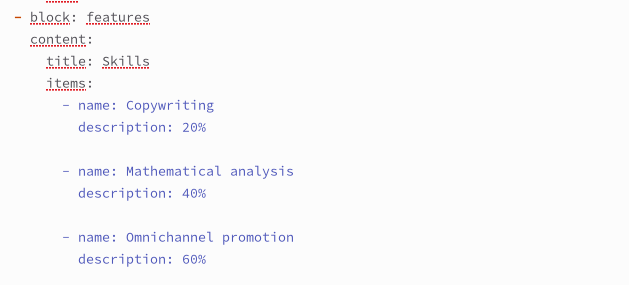 - block: features
content:
title: Skills
items:
- name: Copywriting
description: 20%
- name: Mathematical analysis
description: 40%
- name: Omnichannel promotion
description: 60%